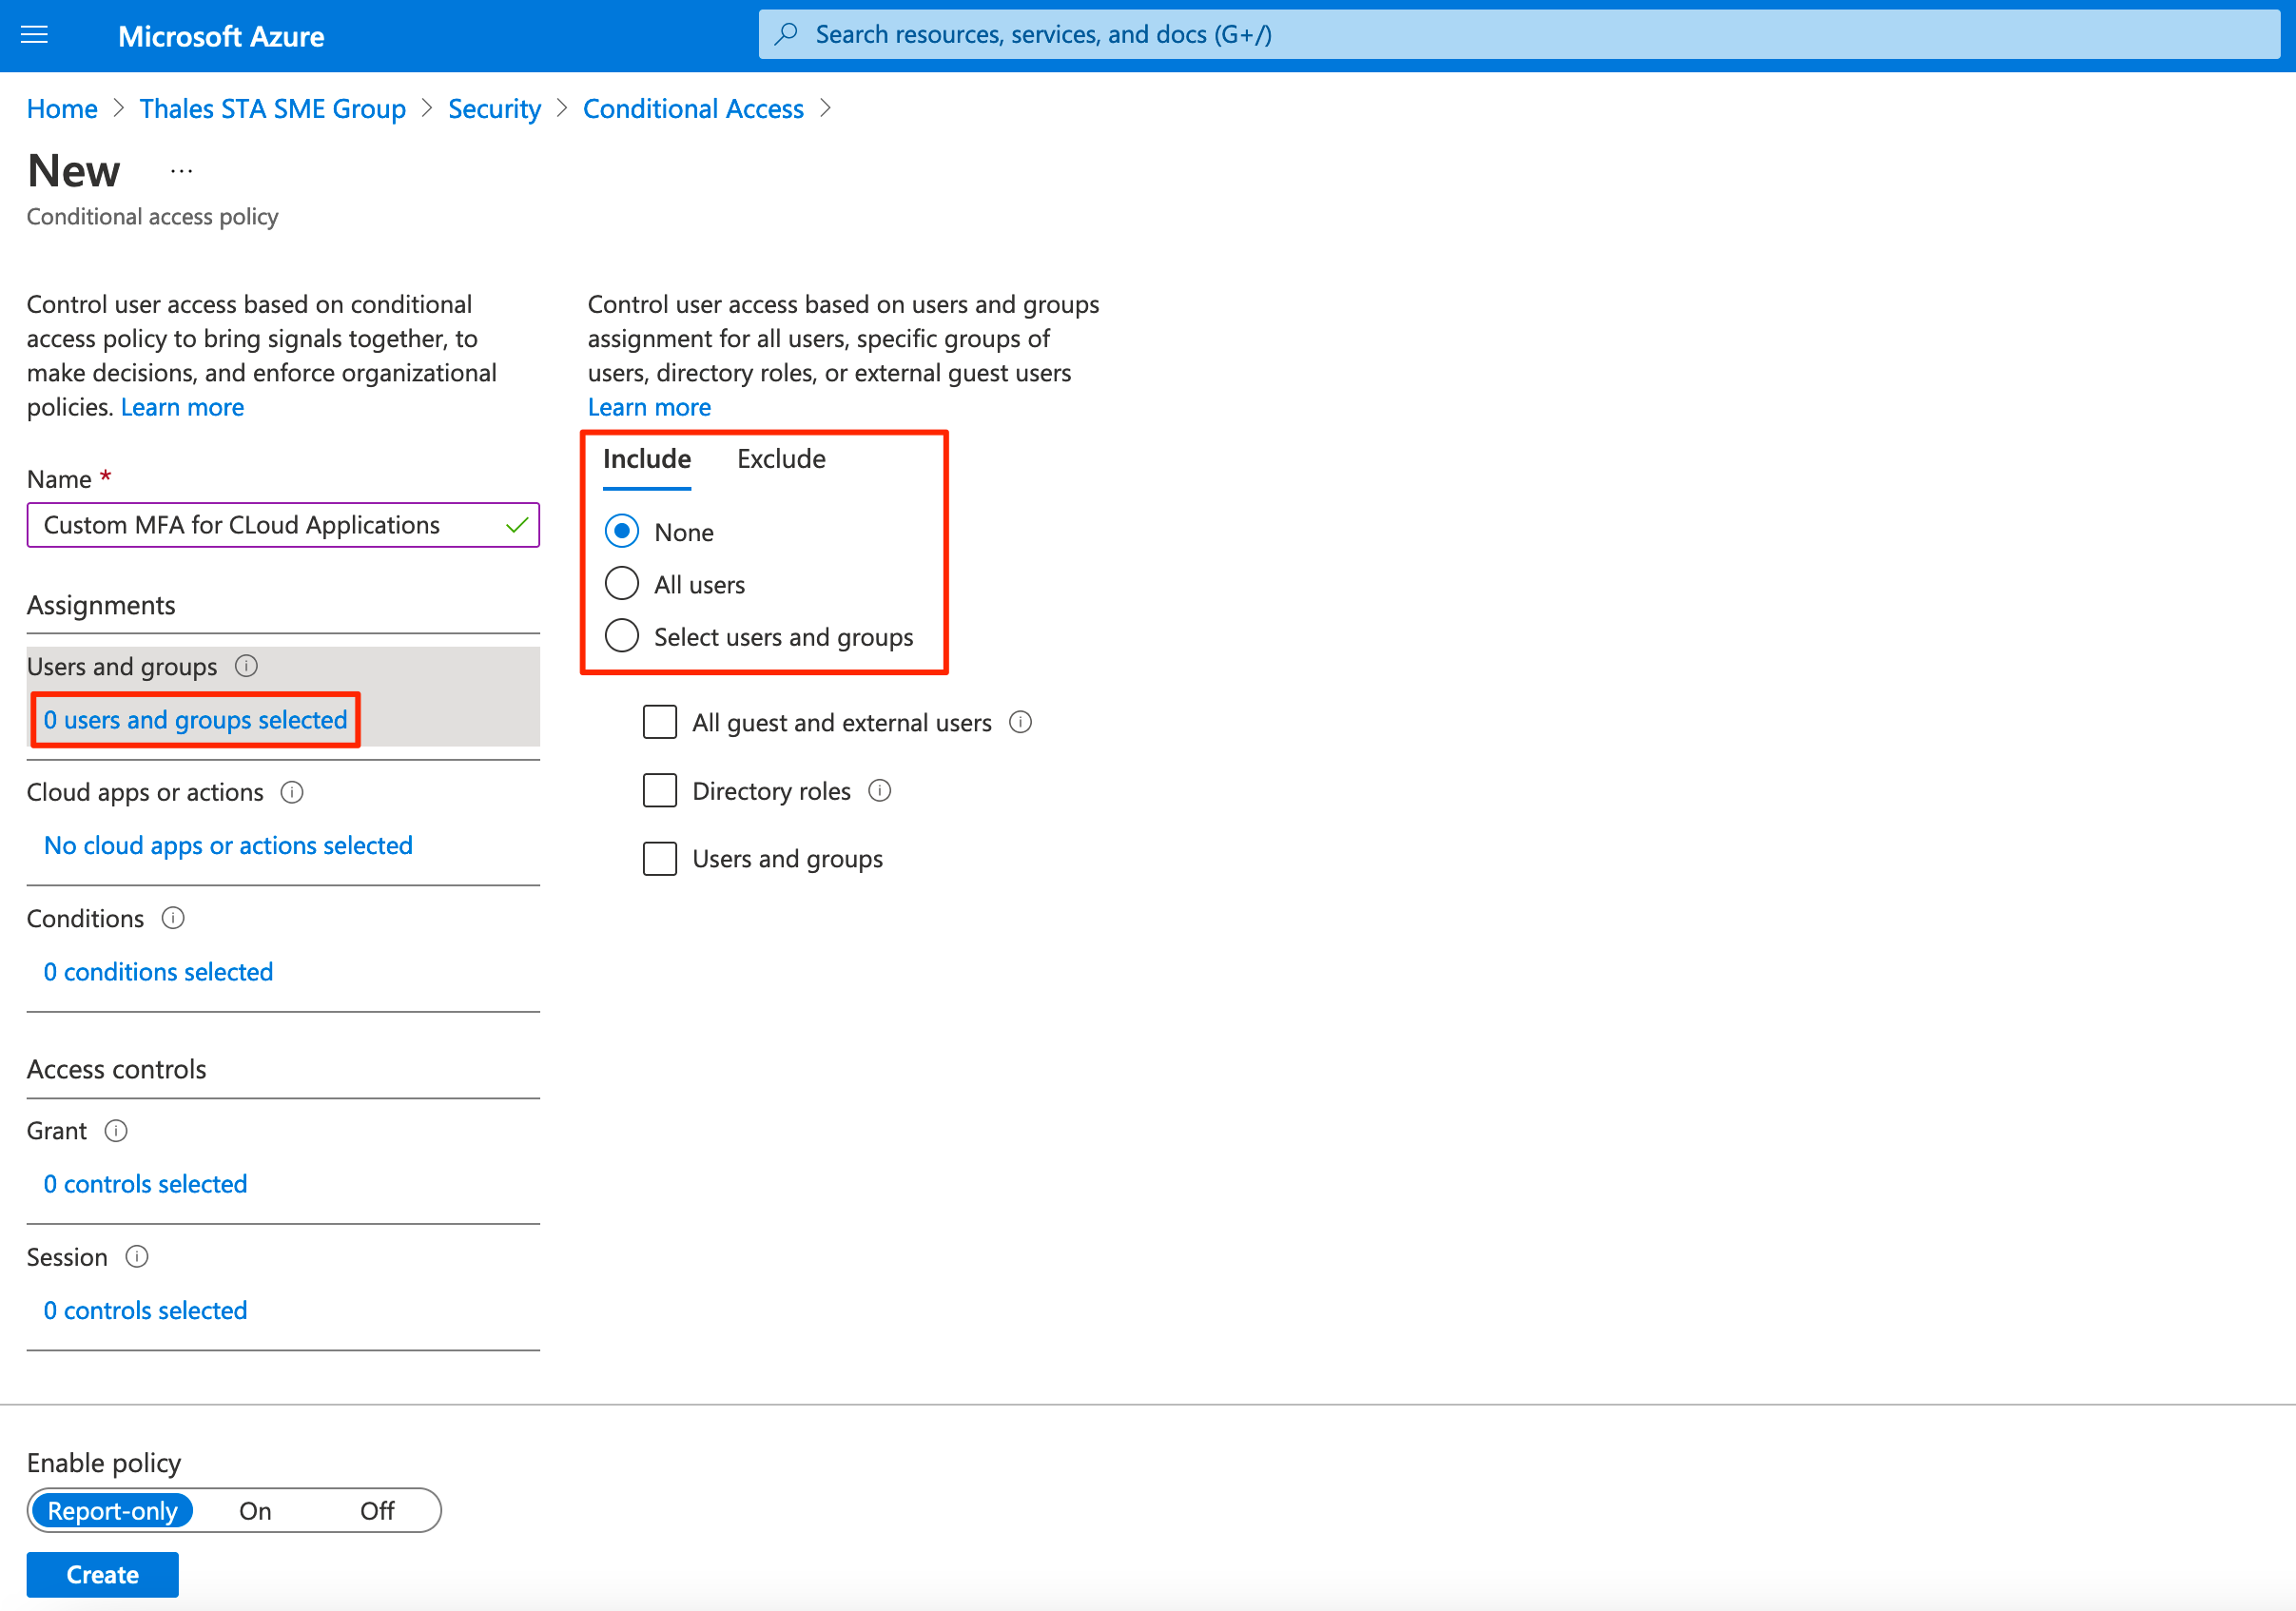 Microsoft Azure
Search resources, services, and docs (G+/)
Home > Thales STA SME Group > Security > Conditional Access >
New ...
Conditional access policy
Control user access based on conditional
access policy to bring signals together, to
make decisions, and enforce organizational
policies. Learn more
Name *
Custom MFA for CLoud Applications
Assignments
Users and groups
0 users and groups selected
Cloud apps or actions
No cloud apps or actions selected
Conditions
0 conditions selected
Access controls
Grant
0 controls selected
Session
0 controls selected
Control user access based on users and groups
assignment for all users, specific groups of
users, directory roles, or external guest users
Learn more
Include Exclude
None
All users
Select users and groups
All guest and external users
Directory roles
Users and groups
Enable policy
Report-only On Off
Create